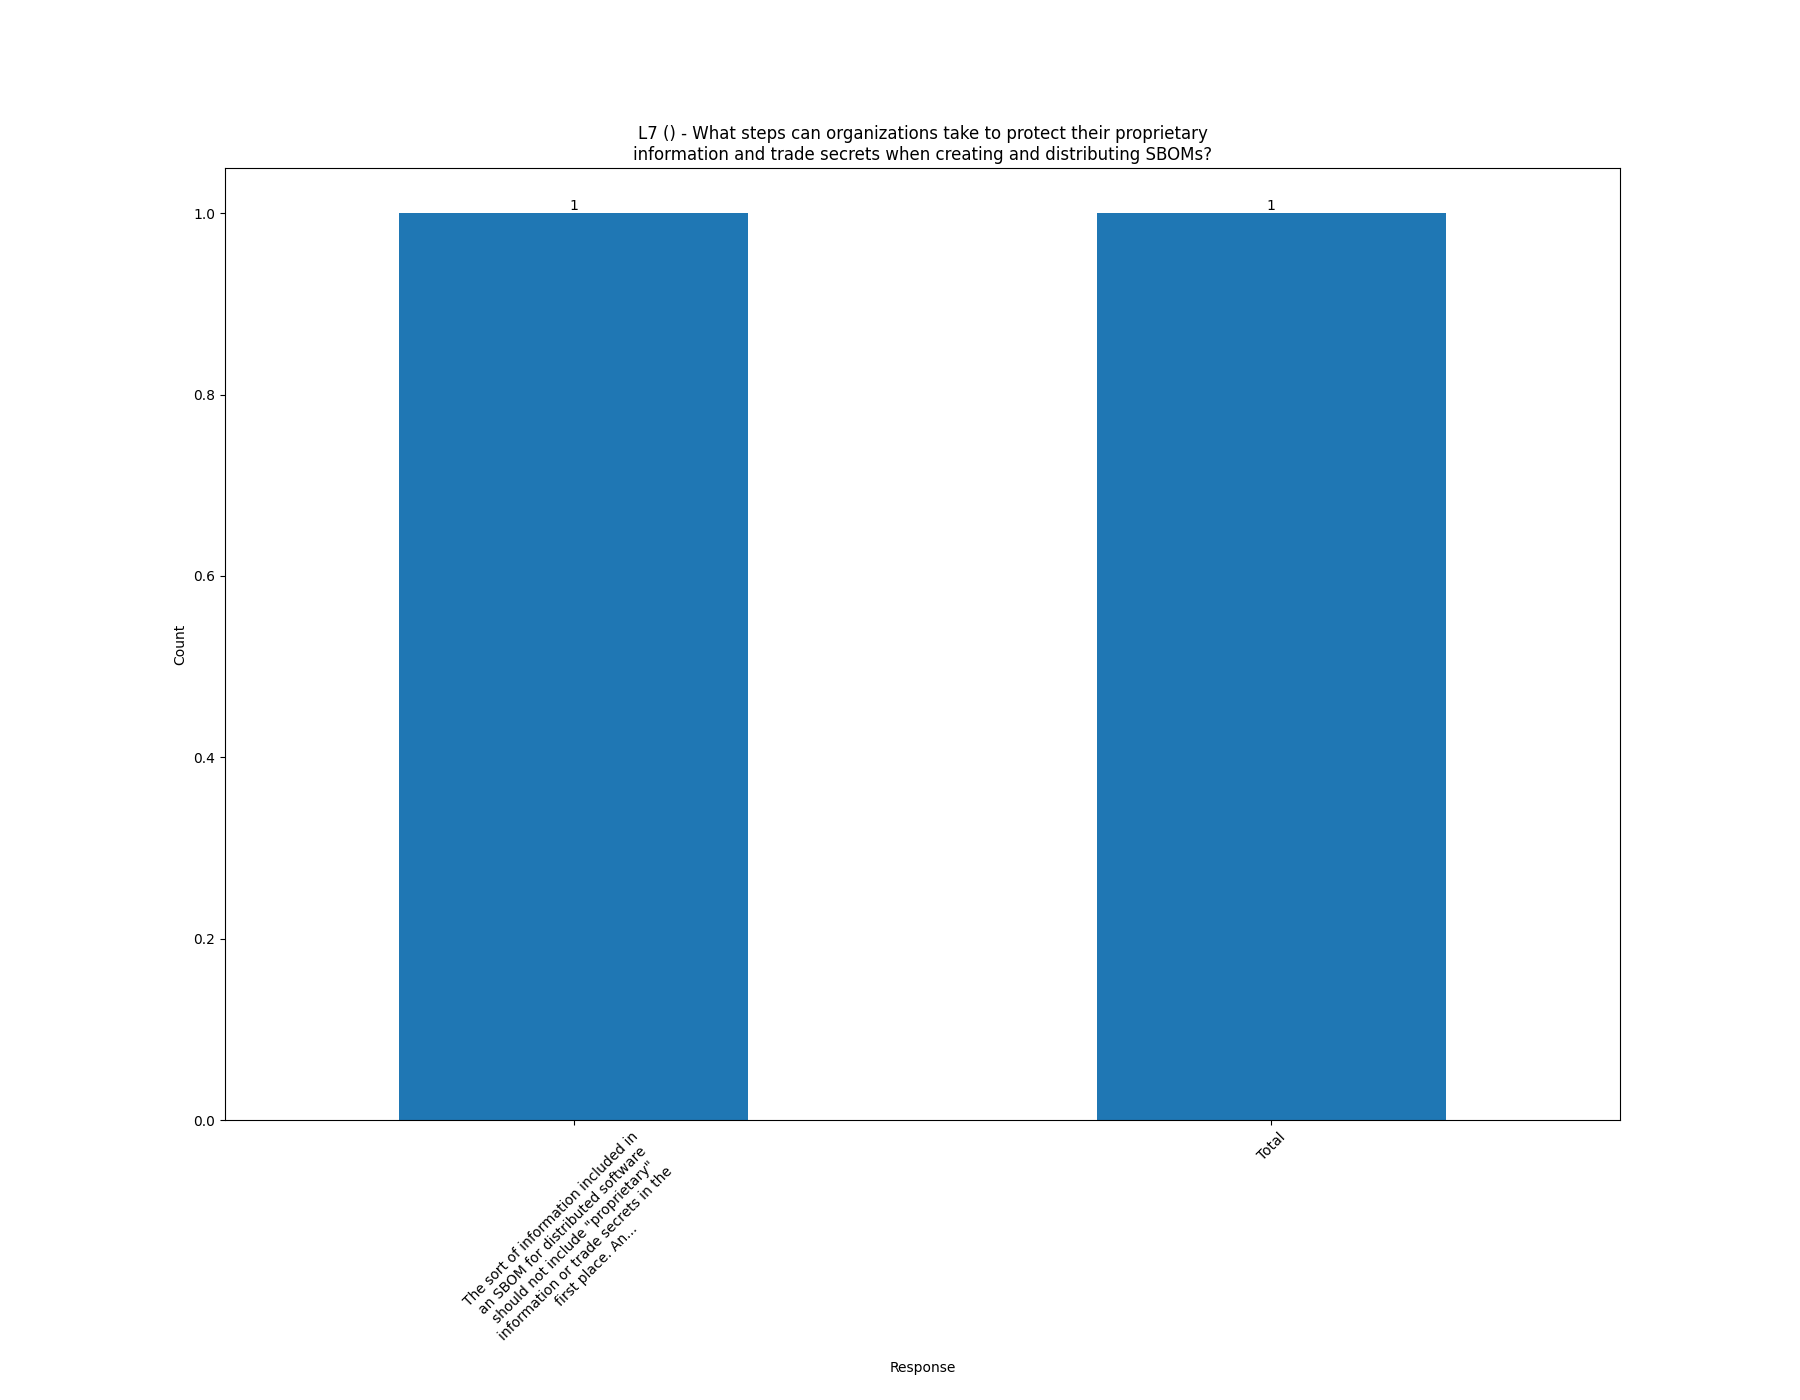 L7 () - What steps can organizations take to protect their proprietary
information and trade secrets when creating and distributing SBOMs?
1
1
1.0
0.8
0.6
0.4
0.2
0.0
Count
The sort of information included in
an SBOM for distributed software
should not include "proprietary"
information or trade secrets in the
first place. An...
Total
Response